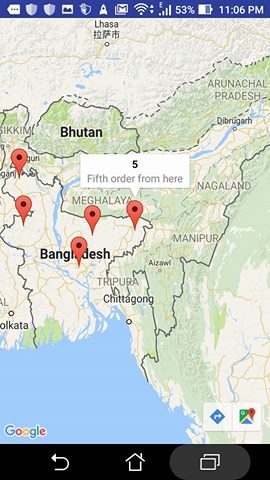 53% 11:06 PM
Lhasa
拉萨市
ARUNACHAL
PRADESH
Dibrugarh
SIKKIM
Bhutan
5
Fifth order from here
NAGALAND
MEGHALAYA
MANIPUR
Bangladesh
Aizawl
TRIPURA
Chittagong
Kolkata
Google